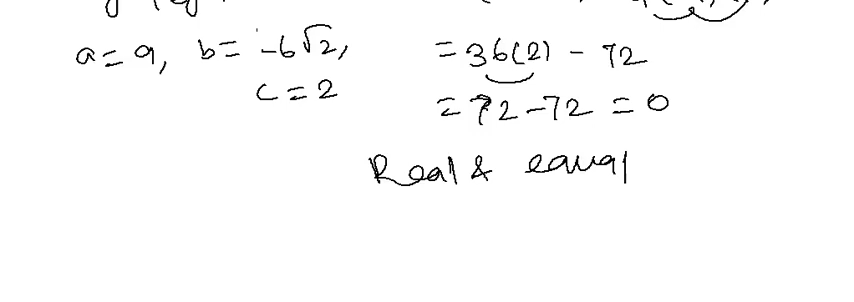 a = 9, b = -6√2,
c = 2
= 36(2) - 72
= 72 - 72 = 0
Real & equal